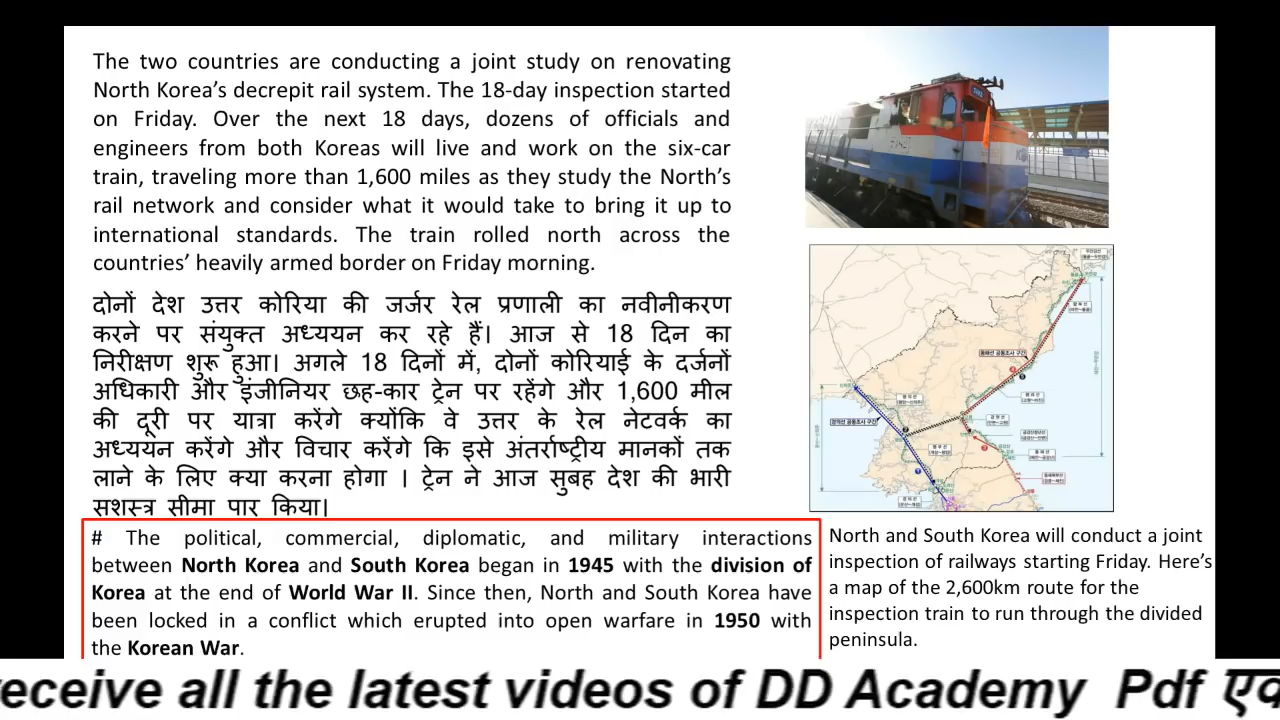 The two countries are conducting a joint study on renovating
North Korea’s decrepit rail system. The 18-day inspection started
on Friday. Over the next 18 days, dozens of officials and
engineers from both Koreas will live and work on the six-car
train, traveling more than 1,600 miles as they study the North’s
rail network and consider what it would take to bring it up to
international standards. The train rolled north across the
countries’ heavily armed border on Friday morning.
दोनों देश उत्तर कोरिया की जर्जर रेल प्रणाली का नवीनीकरण
करने पर संयुक्त अध्ययन कर रहे हैं। आज से 18 दिन का
निरीक्षण शुरू हुआ। अगले 18 दिनों में, दोनों कोरियाई के दर्जनों
अधिकारी और इंजीनियर छह-कार ट्रेन पर रहेंगे और 1,600 मील
की दूरी पर यात्रा करेंगे क्योंकि वे उत्तर के रेल नेटवर्क का
अध्ययन करेंगे और विचार करेंगे कि इसे अंतर्राष्ट्रीय मानकों तक
लाने के लिए क्या करना होगा । ट्रेन ने आज सुबह देश की भारी
सशस्त्र सीमा पार किया।
# The political, commercial, diplomatic, and military interactions
between North Korea and South Korea began in 1945 with the division of
Korea at the end of World War II. Since then, North and South Korea have
been locked in a conflict which erupted into open warfare in 1950 with
the Korean War.
North and South Korea will conduct a joint
inspection of railways starting Friday. Here’s
a map of the 2,600km route for the
inspection train to run through the divided
peninsula.
eceive all the latest videos of DD Academy Pdf एव